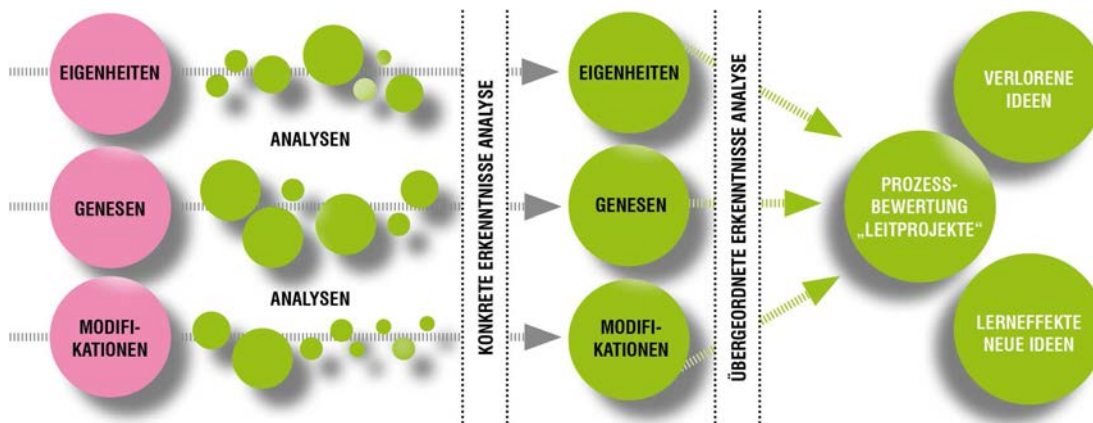 EIGENHEITEN
GENESEN
MODIFI-
KATIONEN
ANALYSEN
ANALYSEN
KONKRETE ERKENNTNISSE ANALYSE
EIGENHEITEN
GENESEN
MODIFI-
KATIONEN
ÜBERGEORDNETE ERKENNTNISSE ANALYSE
PROZESS-
BEWERTUNG
„LEITPROJEKTE“
VERLORENE
IDEEN
LERNEFFEKTE
NEUE IDEEN